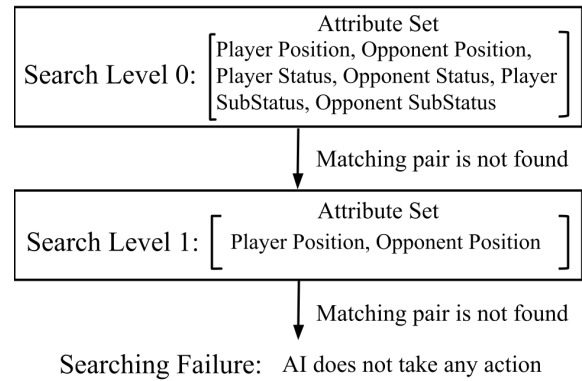 Attribute Set
Search Level 0:
Player Position, Opponent Position,
Player Status, Opponent Status, Player
SubStatus, Opponent SubStatus
Matching pair is not found
Attribute Set
Search Level 1:
Player Position, Opponent Position
Matching pair is not found
Searching Failure: AI does not take any action